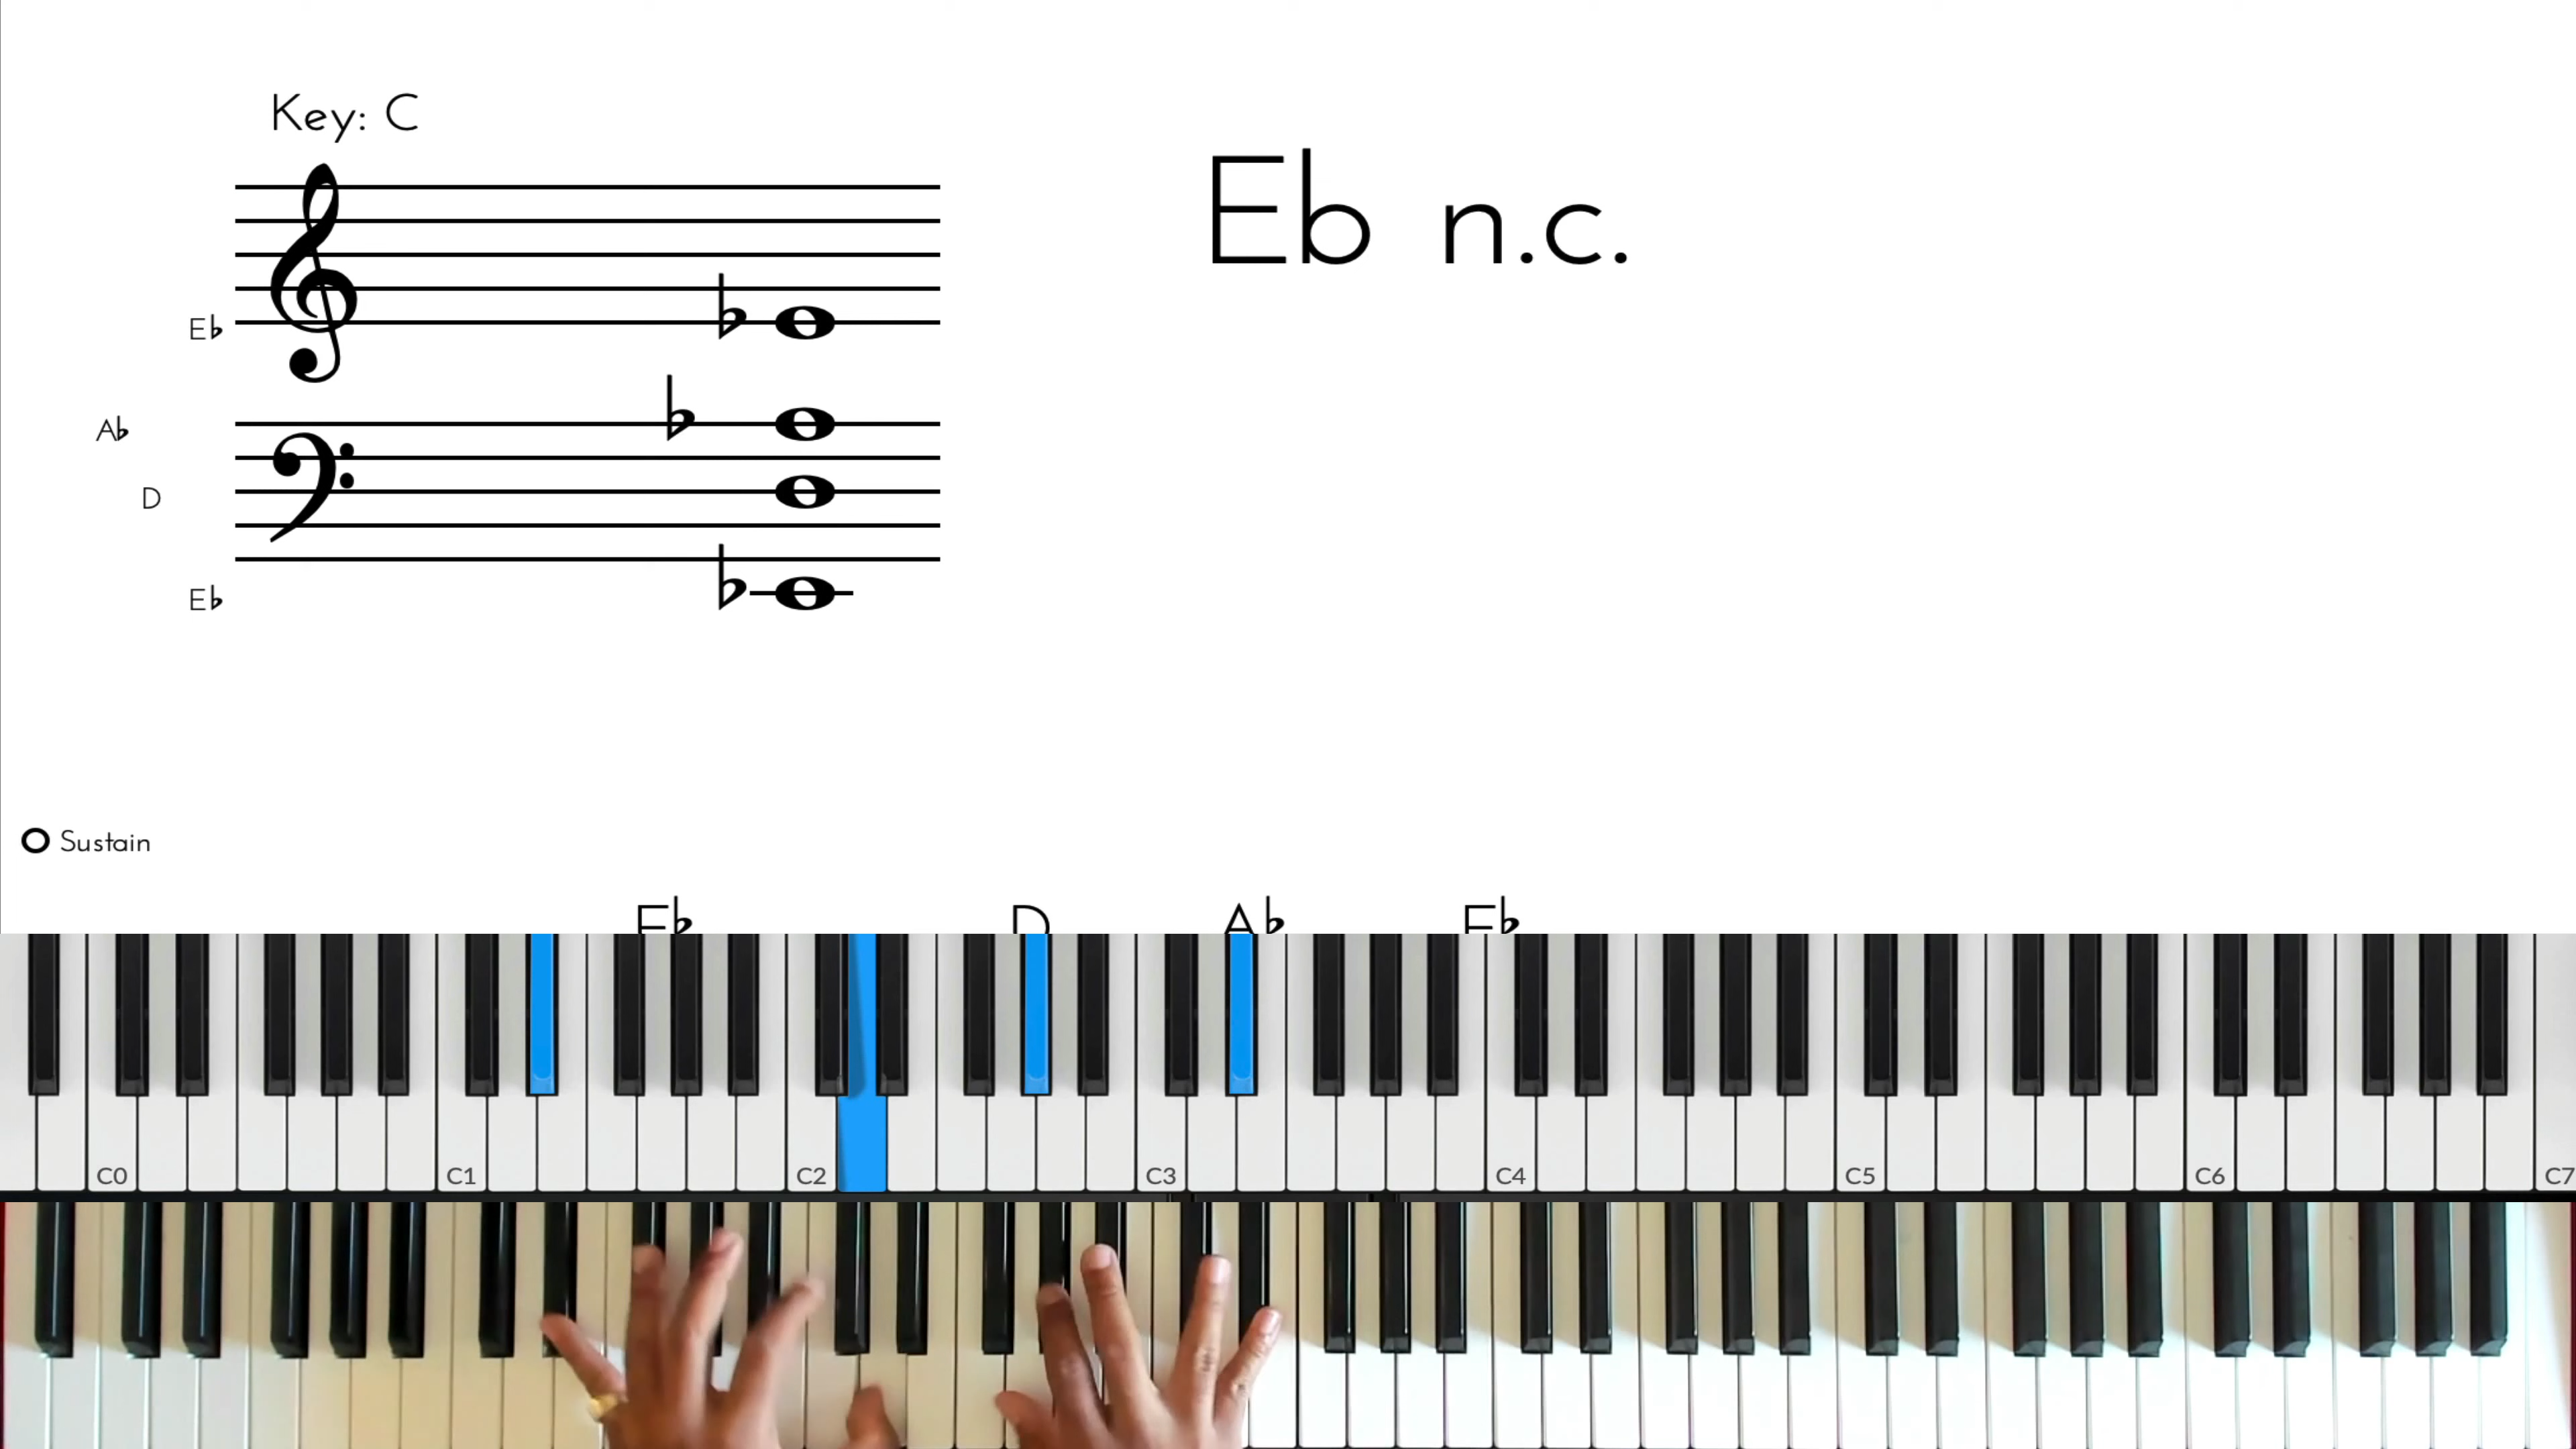 Key: C
Eb n.c.
E♭
A♭
D
E♭
Sustain
E♭ D A♭ E♭
C0 C1 C2 C3 C4 C5 C6 C7